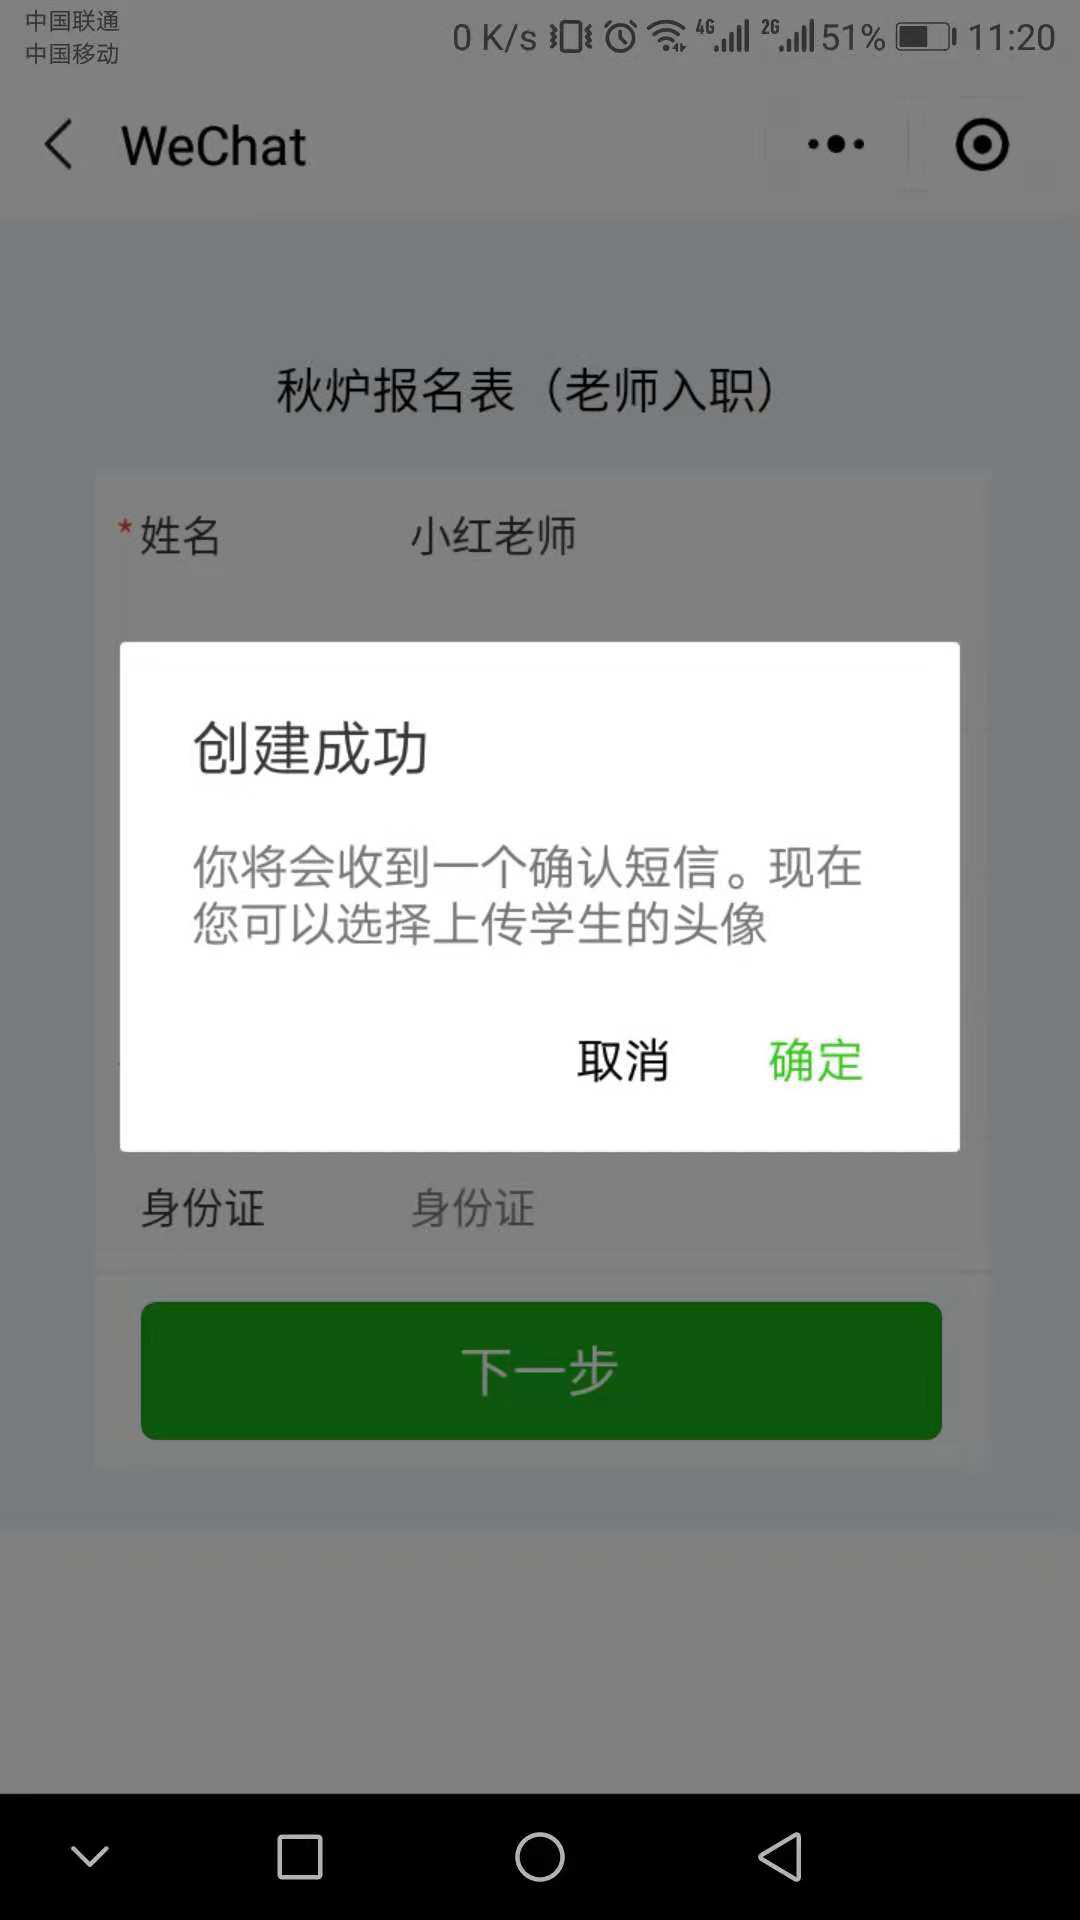 中国联通
中国移动
0 K/s 4G 2G 51% 11:20
WeChat
秋炉报名表（老师入职）
*姓名 小红老师
创建成功
你将会收到一个确认短信。现在
您可以选择上传学生的头像
取消 确定
身份证 身份证
下一步